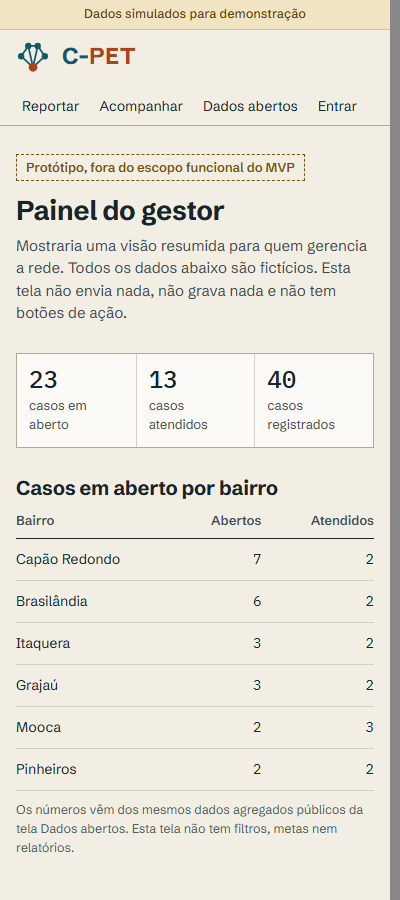 Dados simulados para demonstração
C-PET
Reportar Acompanhar Dados abertos Entrar
Protótipo, fora do escopo funcional do MVP
Painel do gestor
Mostraria uma visão resumida para quem gerencia
a rede. Todos os dados abaixo são fictícios. Esta
tela não envia nada, não grava nada e não tem
botões de ação.
23 13 40
casos em casos casos
aberto atendidos registrados
Casos em aberto por bairro
Bairro Abertos Atendidos
Capão Redondo 7 2
Brasilândia 6 2
Itaquera 3 2
Grajaú 3 2
Mooca 2 3
Pinheiros 2 2
Os números vêm dos mesmos dados agregados públicos da
tela Dados abertos. Esta tela não tem filtros, metas nem
relatórios.